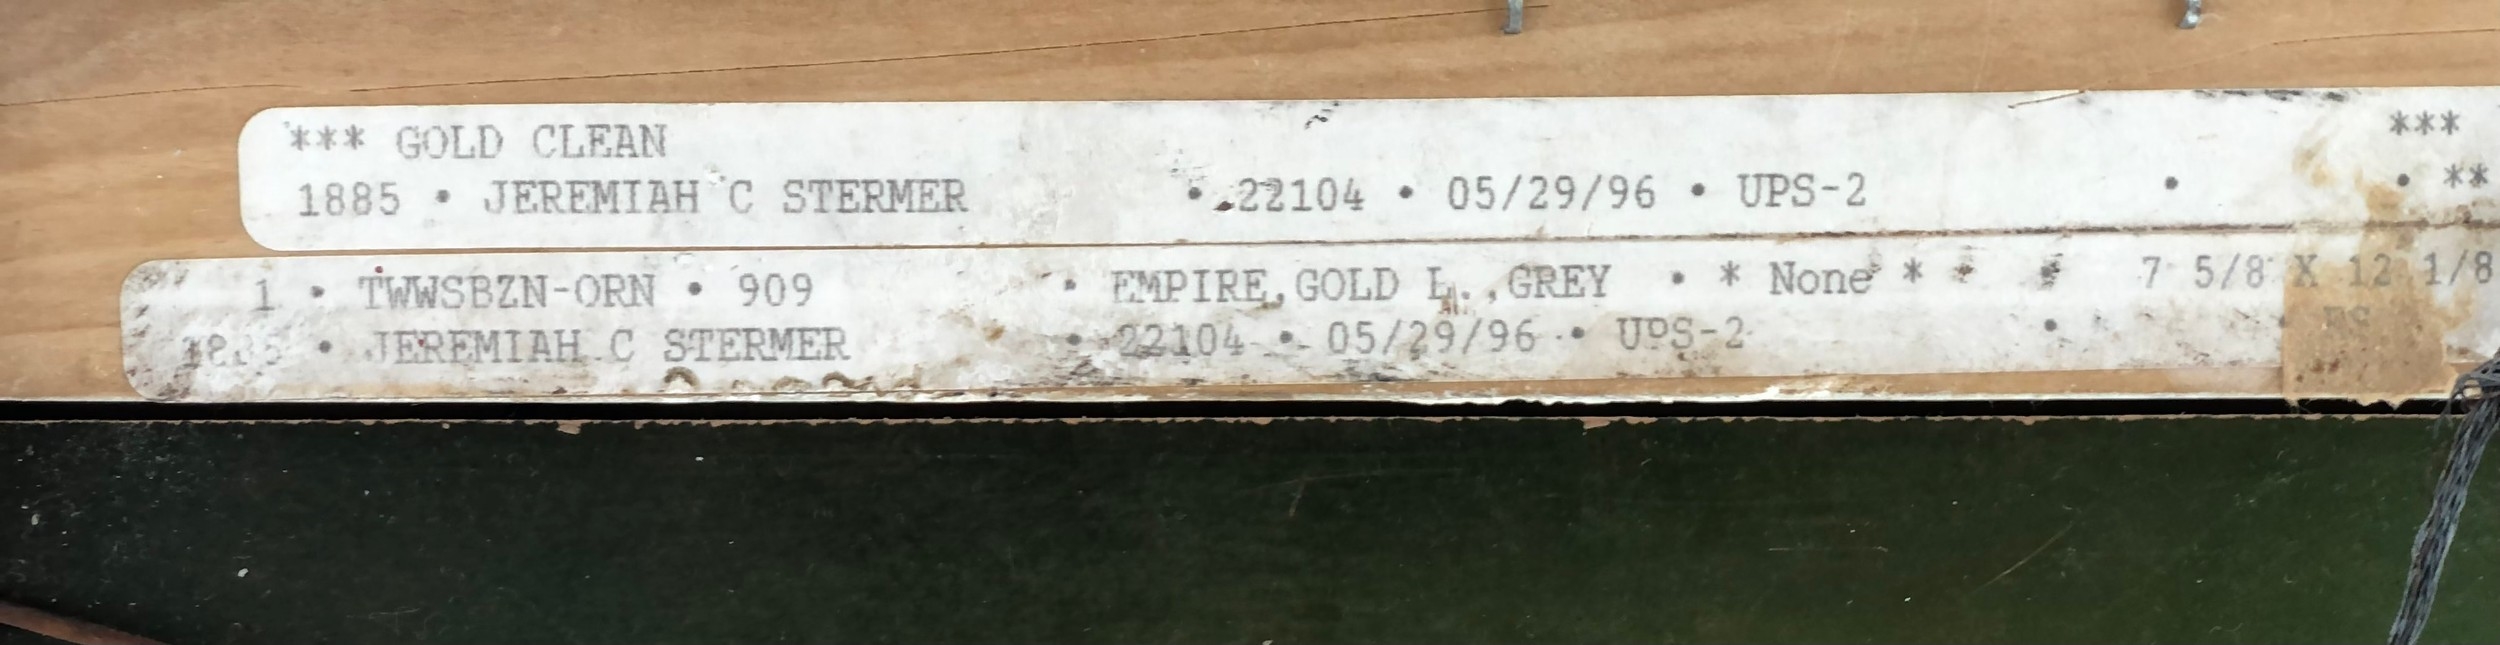 *** GOLD CLEAN ***
1885 • JEREMIAH C STERMER • 22104 • 05/29/96 • UPS-2 • • **
1 • TWWSBZN-ORN • 909 • EMPIRE,GOLD L.,GREY • * None * • • 7 5/8 X 12 1/8
1885 • JEREMIAH C STERMER • 22104 • 05/29/96 • UPS-2 •